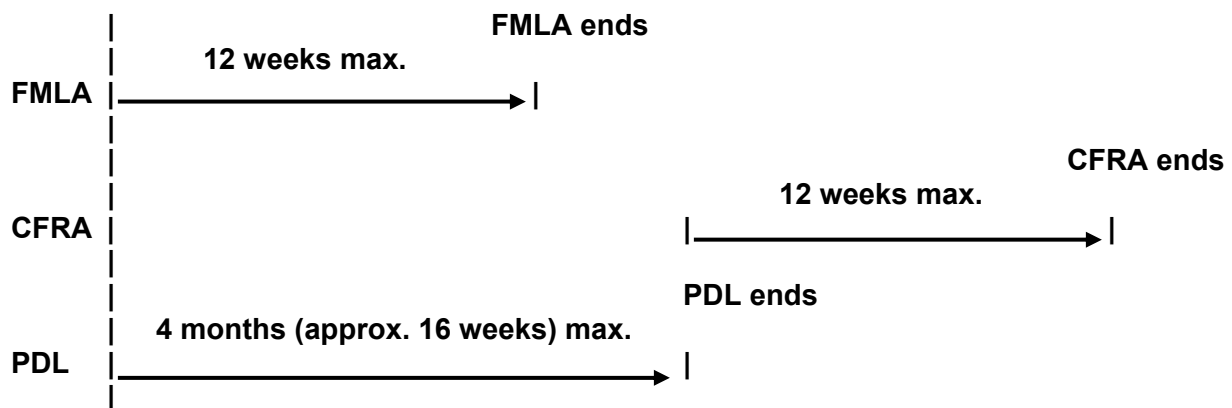 FMLA ends
12 weeks max.
FMLA
CFRA ends
12 weeks max.
CFRA
PDL ends
4 months (approx. 16 weeks) max.
PDL